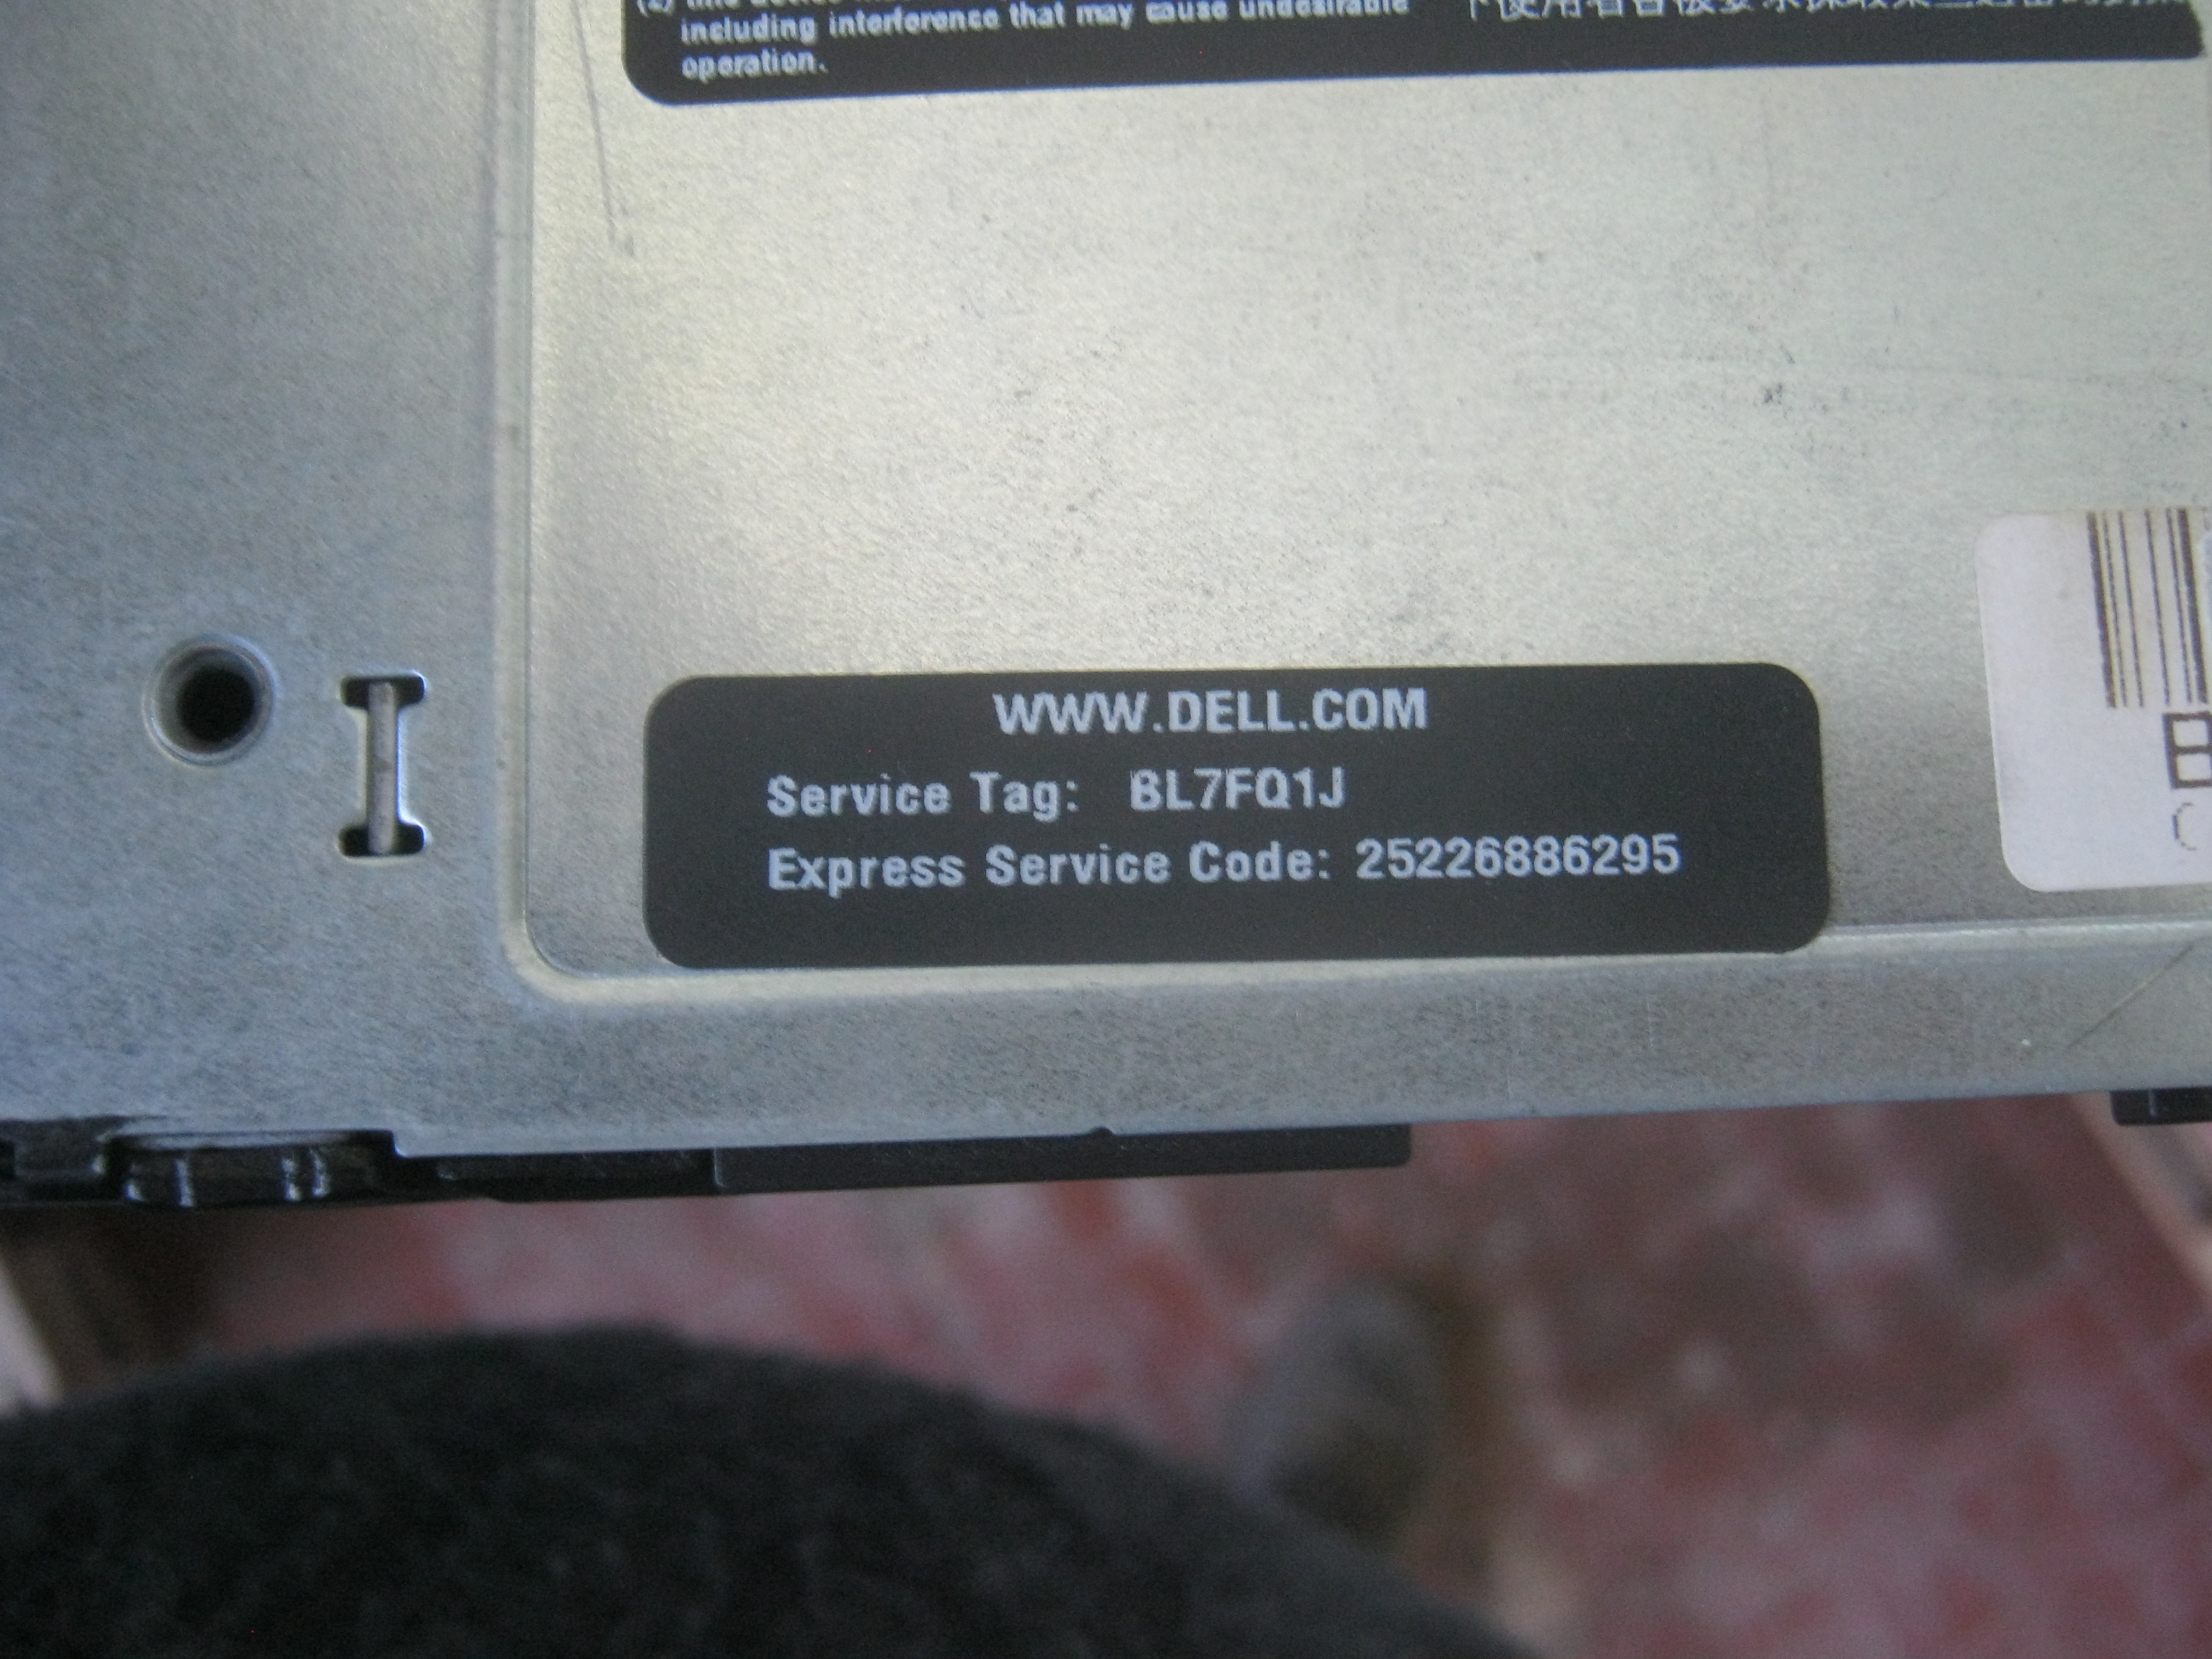 including interference that may cause undesirable
operation.
WWW.DELL.COM
Service Tag: BL7FQ1J
Express Service Code: 25226886295